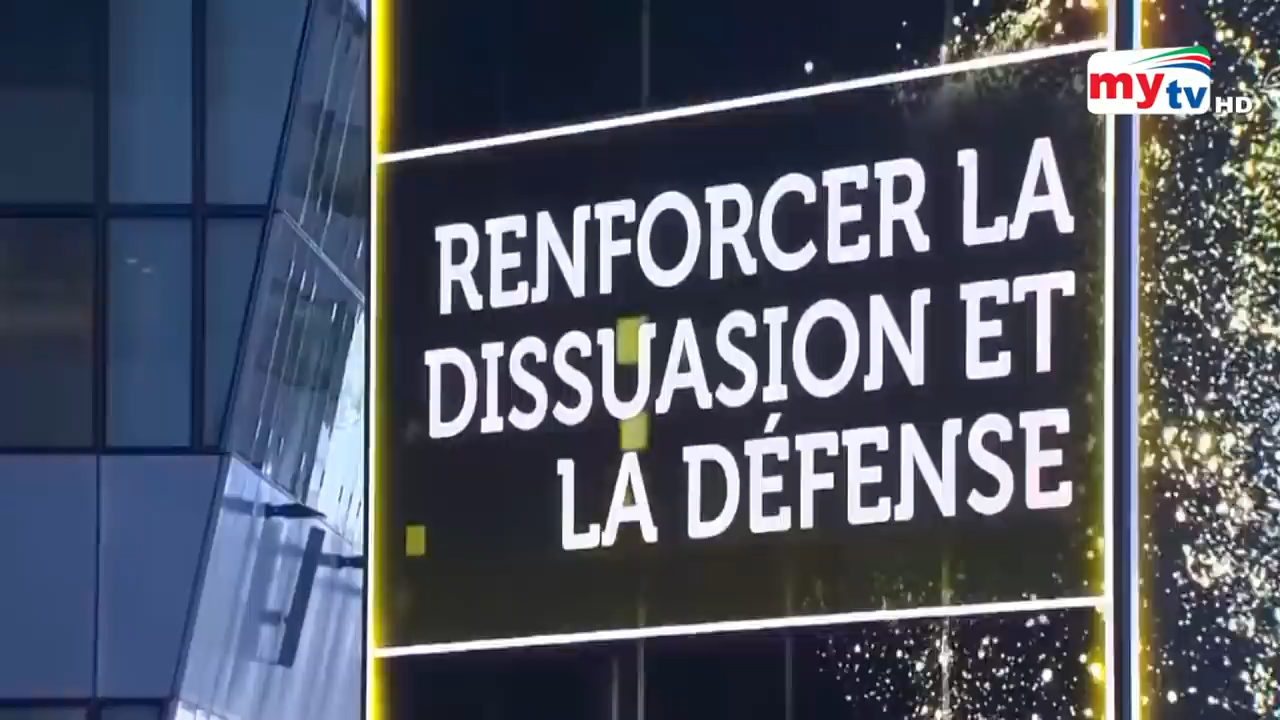 mytv HD
RENFORCER LA
DISSUASION ET
LA DÉFENSE